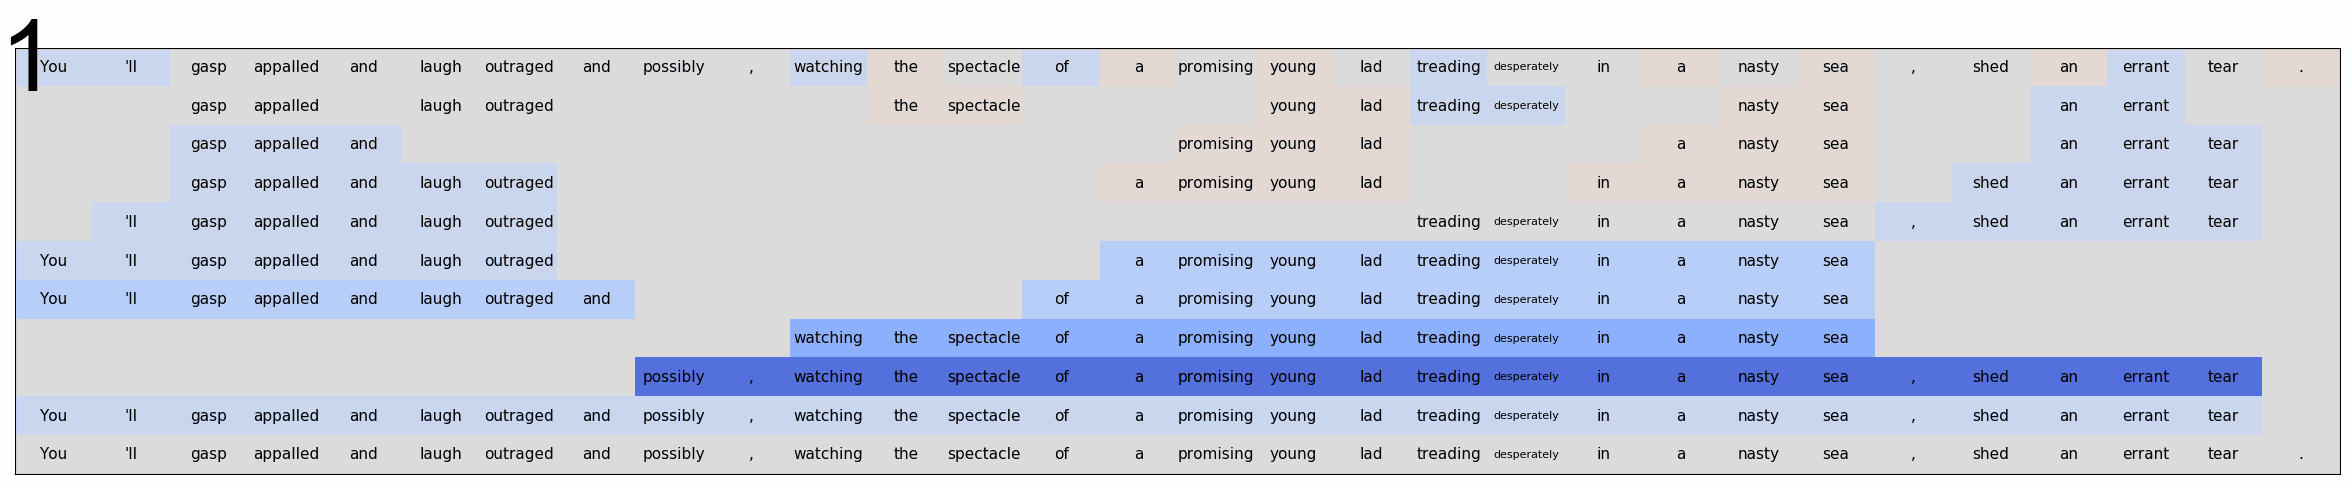 1
You 'll gasp appalled and laugh outraged and possibly , watching the spectacle of a promising young lad treading desperately in a nasty sea , shed an errant tear .
gasp appalled laugh outraged the spectacle young lad treading desperately nasty sea an errant
gasp appalled and promising young lad a nasty sea an errant tear
gasp appalled and laugh outraged a promising young lad in a nasty sea shed an errant tear
'll gasp appalled and laugh outraged treading desperately in a nasty sea , shed an errant tear
You 'll gasp appalled and laugh outraged a promising young lad treading desperately in a nasty sea
You 'll gasp appalled and laugh outraged and of a promising young lad treading desperately in a nasty sea
watching the spectacle of a promising young lad treading desperately in a nasty sea
possibly , watching the spectacle of a promising young lad treading desperately in a nasty sea , shed an errant tear
You 'll gasp appalled and laugh outraged and possibly , watching the spectacle of a promising young lad treading desperately in a nasty sea , shed an errant tear
You 'll gasp appalled and laugh outraged and possibly , watching the spectacle of a promising young lad treading desperately in a nasty sea , shed an errant tear .